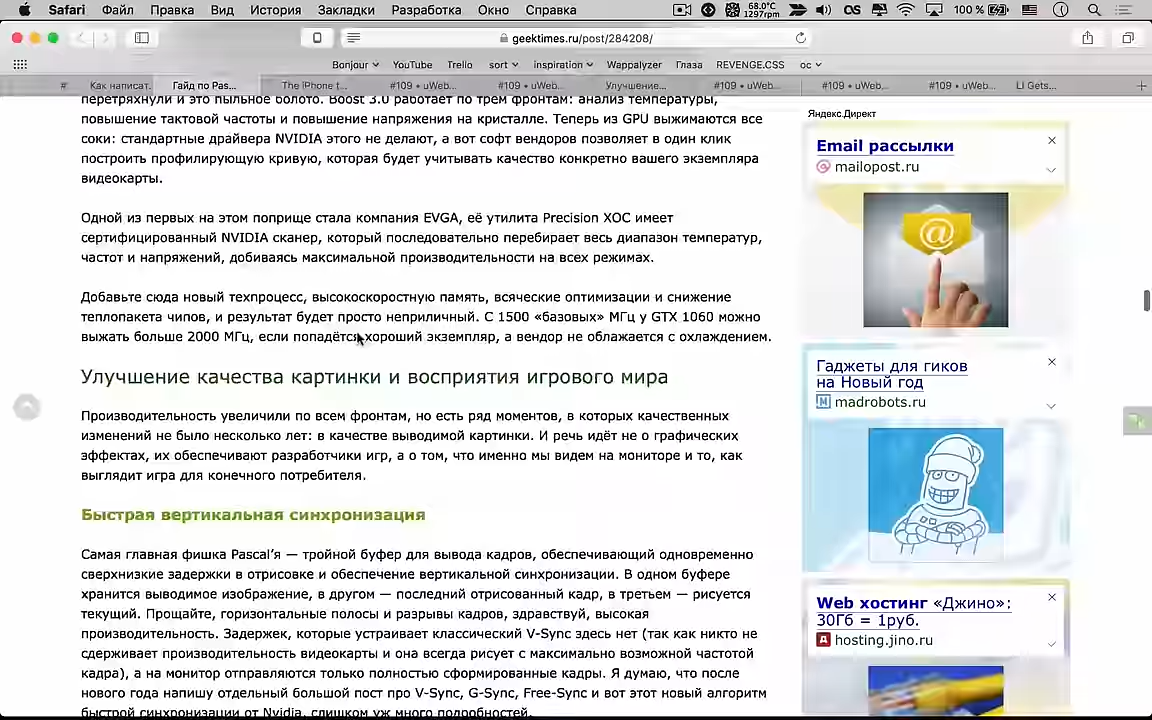 Safari Файл Правка Вид История Закладки Разработка Окно Справка 68.0°C 1297rpm 100 %
geektimes.ru/post/284208/
Bonjour YouTube Trello sort inspiration Wappalyzer Глаза REVENGE.CSS ос
# Как написат. Гайд по Pas... The iPhone t... #109 • uWeb... #109 • uWeb... Улучшение... #109 • uWeb... #109 • uWeb... #109 • uWeb... LI Gets...
перетряхнули и это пыльное болото. Boost 3.0 работает по трём фронтам: анализ температуры,
повышение тактовой частоты и повышение напряжения на кристалле. Теперь из GPU выжимаются все
соки: стандартные драйвера NVIDIA этого не делают, а вот софт вендоров позволяет в один клик
построить профилирующую кривую, которая будет учитывать качество конкретно вашего экземпляра
видеокарты.
Одной из первых на этом поприще стала компания EVGA, её утилита Precision XOC имеет
сертифицированный NVIDIA сканер, который последовательно перебирает весь диапазон температур,
частот и напряжений, добиваясь максимальной производительности на всех режимах.
Добавьте сюда новый техпроцесс, высокоскоростную память, всяческие оптимизации и снижение
теплопакета чипов, и результат будет просто неприличный. С 1500 «базовых» МГц у GTX 1060 можно
выжать больше 2000 МГц, если попадётся хороший экземпляр, а вендор не облажается с охлаждением.
Улучшение качества картинки и восприятия игрового мира
Производительность увеличили по всем фронтам, но есть ряд моментов, в которых качественных
изменений не было несколько лет: в качестве выводимой картинки. И речь идёт не о графических
эффектах, их обеспечивают разработчики игр, а о том, что именно мы видем на мониторе и то, как
выглядит игра для конечного потребителя.
Быстрая вертикальная синхронизация
Самая главная фишка Pascal's — тройной буфер для вывода кадров, обеспечивающий одновременно
сверхнизкие задержки в отрисовке и обеспечение вертикальной синхронизации. В одном буфере
хранится выводимое изображение, в другом — последний отрисованный кадр, в третьем — рисуется
текущий. Прощайте, горизонтальные полосы и разрывы кадров, здравствуй, высокая
производительность. Задержек, которые устраивает классический V-Sync здесь нет (так как никто не
сдерживает производительность видеокарты и она всегда рисует с максимально возможной частотой
кадра), а на монитор отправляются только полностью сформированные кадры. Я думаю, что после
нового года напишу отдельный большой пост про V-Sync, G-Sync, Free-Sync и вот этот новый алгоритм
быстрой синхронизации от Nvidia, слишком уж много подробностей.
Яндекс.Директ
Email рассылки
mailopost.ru
Гаджеты для гиков
на Новый год
madrobots.ru
Web хостинг «Джино»:
30Гб = 1руб.
hosting.jino.ru